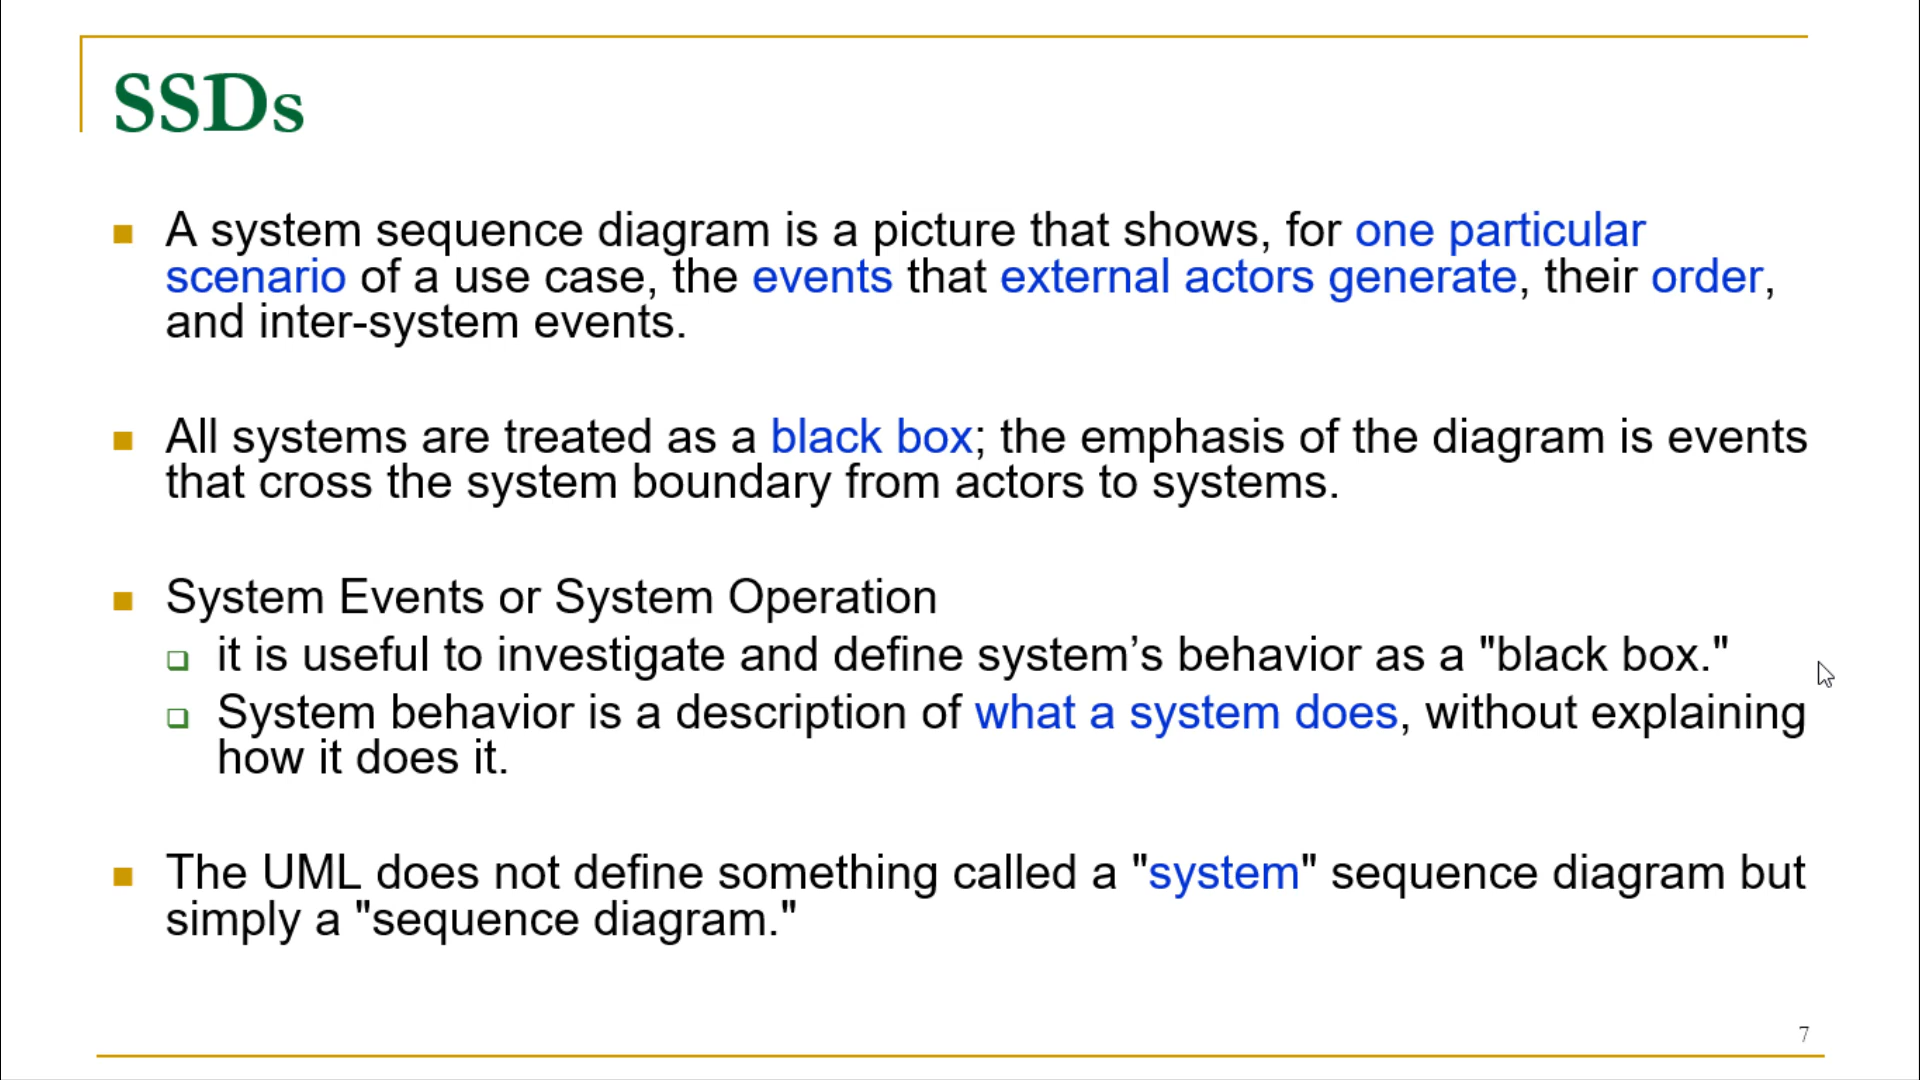 SSDs
A system sequence diagram is a picture that shows, for one particular
scenario of a use case, the events that external actors generate, their order,
and inter-system events.
All systems are treated as a black box; the emphasis of the diagram is events
that cross the system boundary from actors to systems.
System Events or System Operation
it is useful to investigate and define system’s behavior as a "black box."
System behavior is a description of what a system does, without explaining
how it does it.
The UML does not define something called a "system" sequence diagram but
simply a "sequence diagram."
7